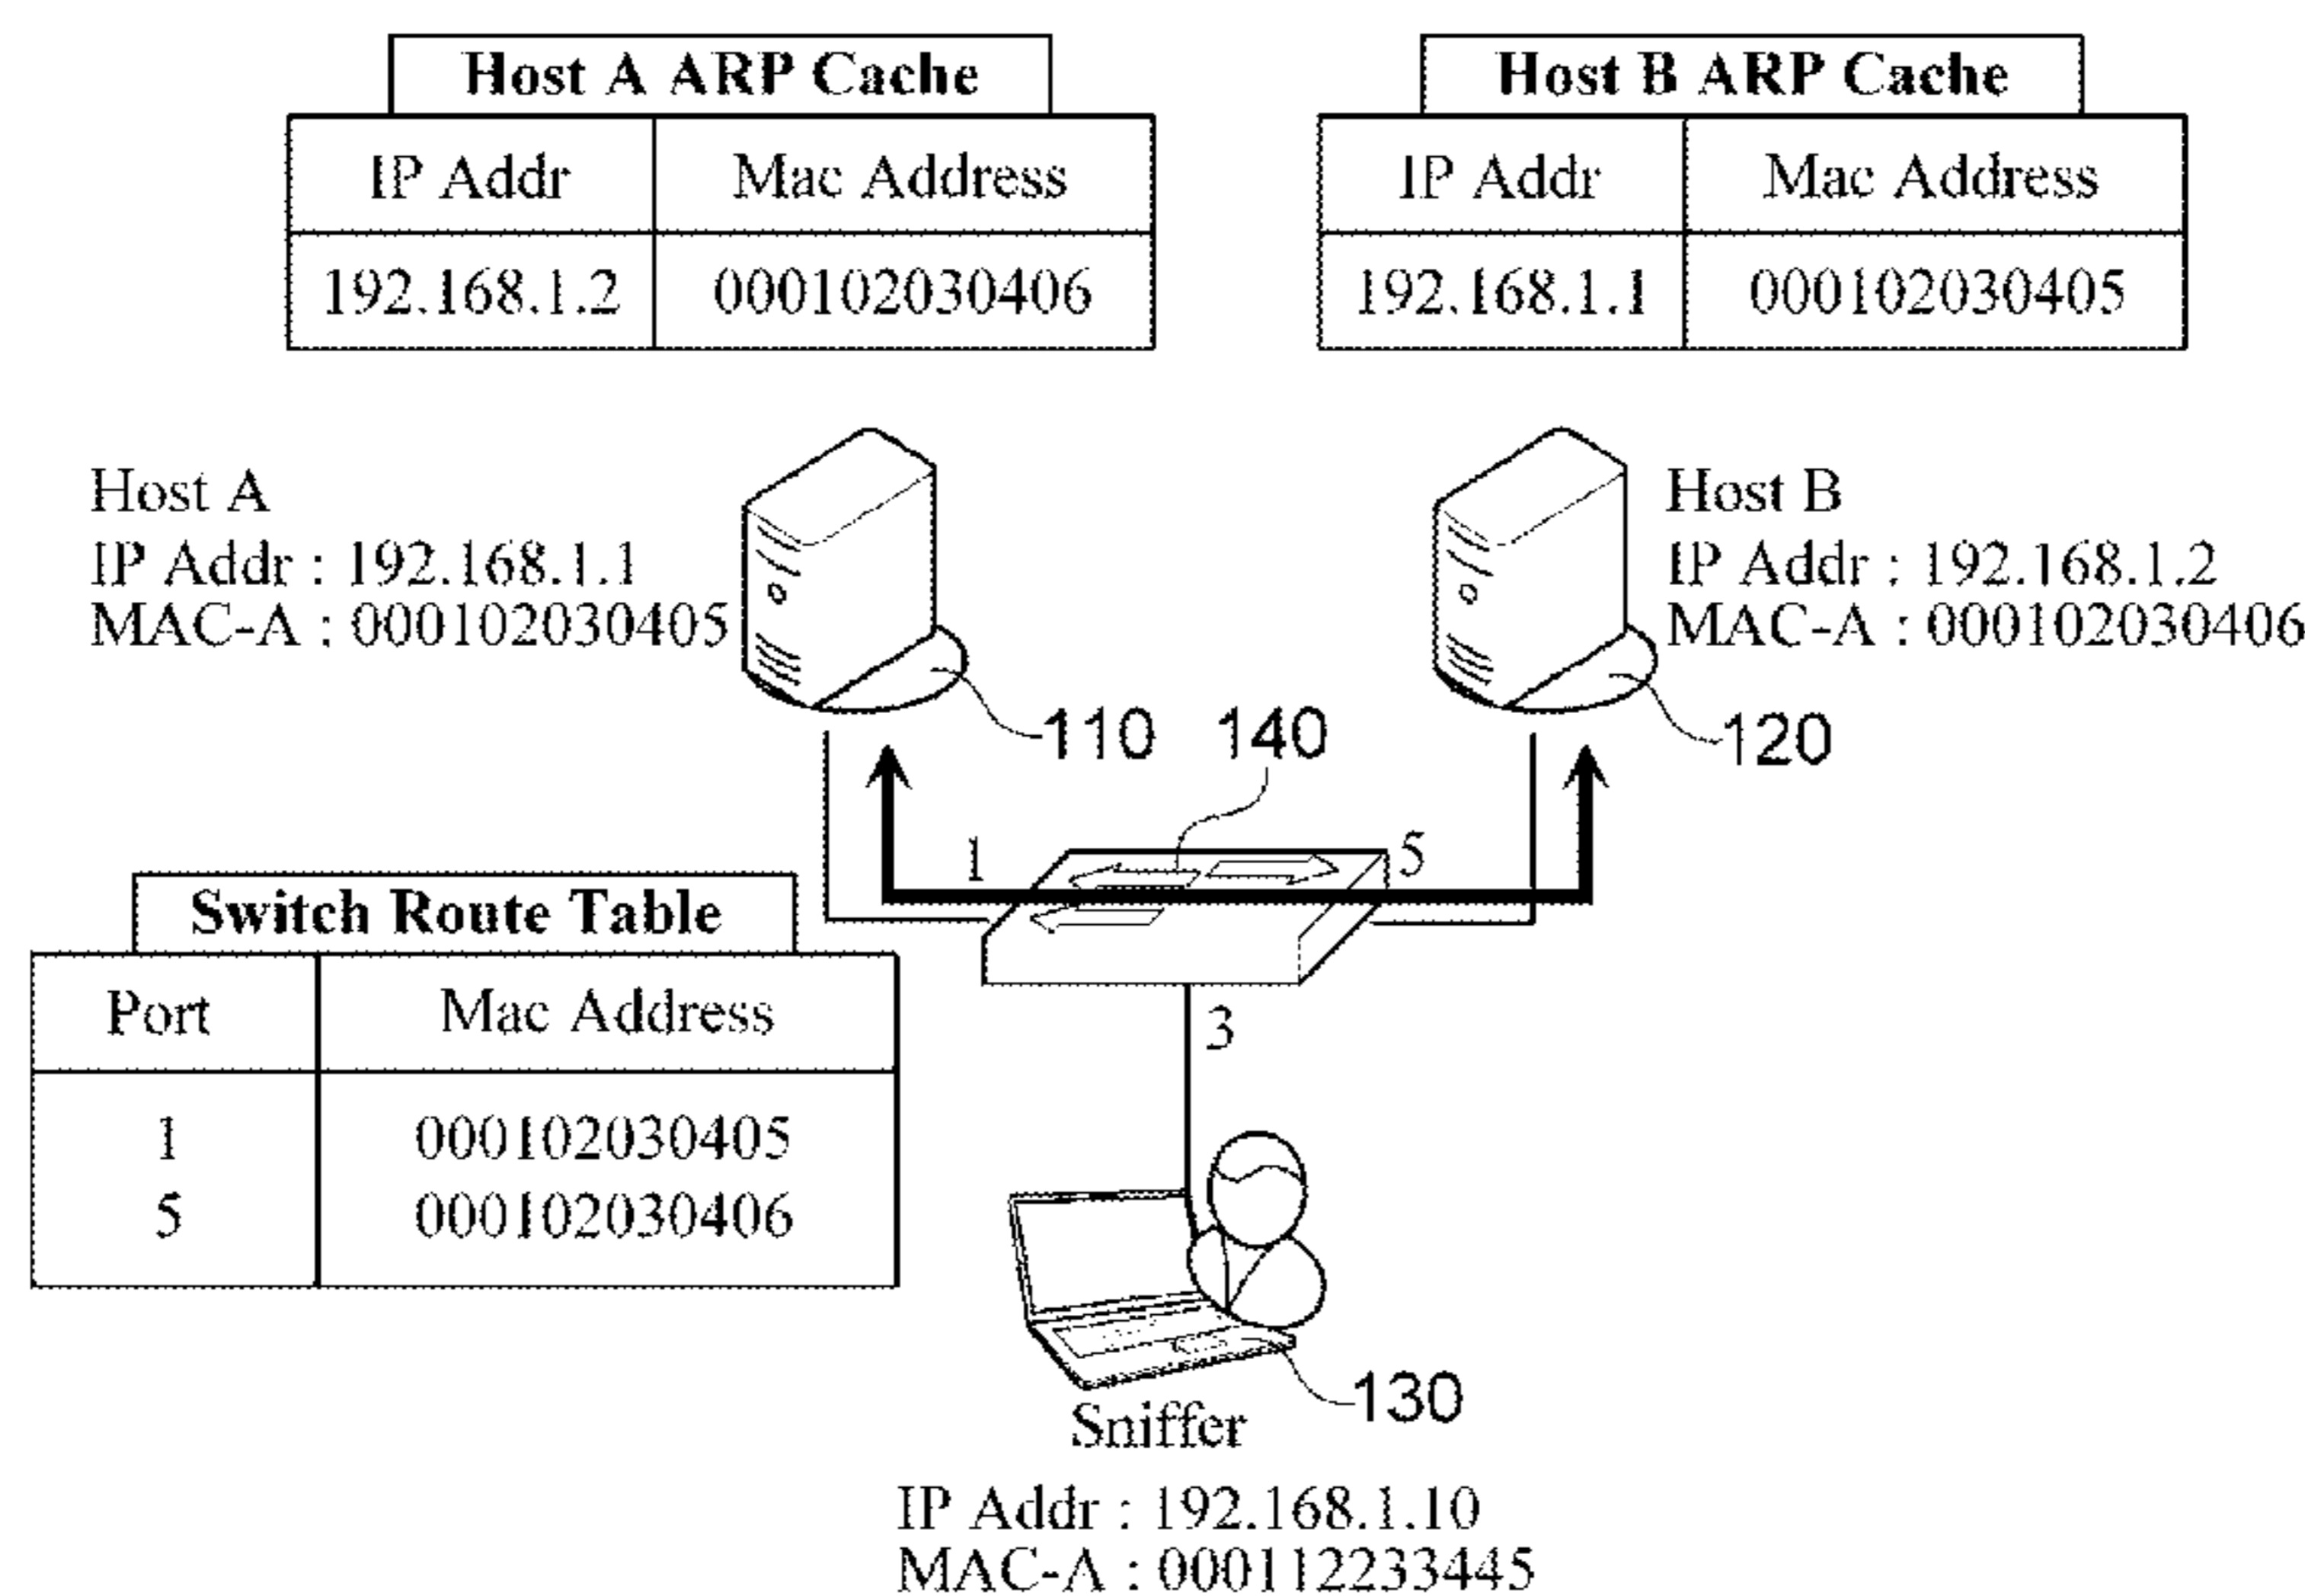 Host A ARP Cache
IP Addr Mac Address
192.168.1.2 000102030406
Host B ARP Cache
IP Addr Mac Address
192.168.1.1 000102030405
Host A
IP Addr : 192.168.1.1
MAC-A : 000102030405
Host B
IP Addr : 192.168.1.2
MAC-A : 000102030406
110
140
120
1
5
3
Switch Route Table
Port Mac Address
1 000102030405
5 000102030406
130
Sniffer
IP Addr : 192.168.1.10
MAC-A : 000112233445